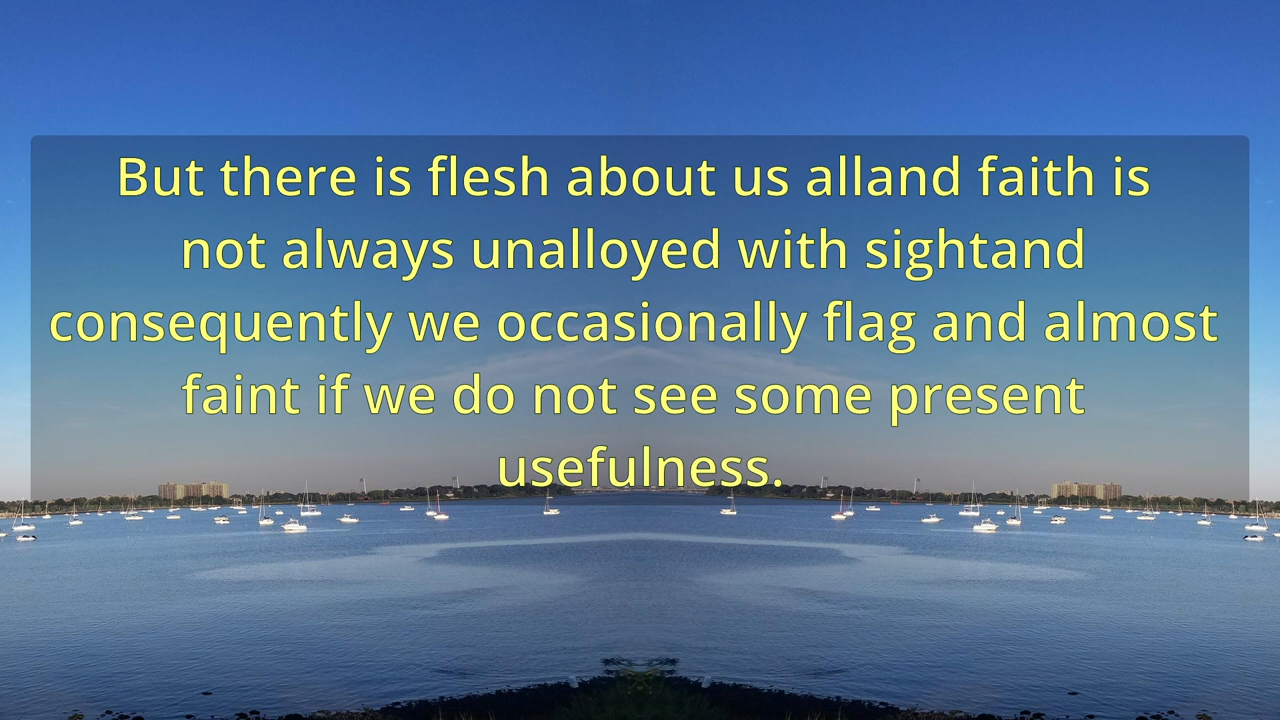 But there is flesh about us alland faith is
not always unalloyed with sightand
consequently we occasionally flag and almost
faint if we do not see some present
usefulness.